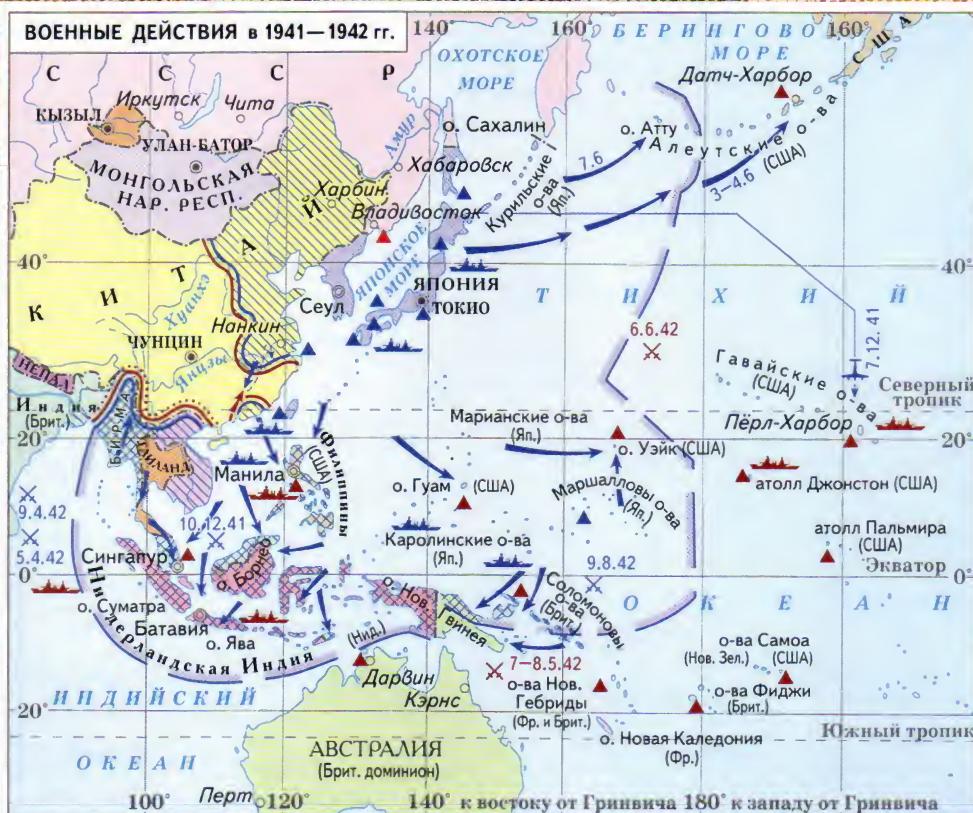 ВОЕННЫЕ ДЕЙСТВИЯ в 1941—1942 гг.
140°
160°
180°
160°
БЕРИНГОВО
МОРЕ
США
ОХОТСКОЕ
МОРЕ
С С С Р
Датч-Харбор
Иркутск
Чита
КЫЗЫЛ
о. Сахалин
о. Атту
Алеутские о-ва
(США)
Амур
УЛАН-БАТОР
МОНГОЛЬСКАЯ
НАР. РЕСП.
Хабаровск
7.6
3–4.6
Курильские
о-ва
(Яп.)
Харбин
Владивосток
КИТАЙ
ЯПОНСКОЕ
МОРЕ
40°
40°
ЯПОНИЯ
ТОКИО
Сеул
Т И Х И Й
Хуанхэ
Нанкин
ЧУНЦИН
Янцзы
6.6.42
7.12.41
НЕПАЛ
Гавайские о-ва
(США)
Северный
тропик
Индия
(Брит.)
БИРМА
Марианские о-ва
(Яп.)
Пёрл-Харбор
20°
20°
ТАИЛАНД
Филиппины
(США)
Манила
о. Уэйк (США)
о. Гуам
(США)
Маршалловы о-ва
(Яп.)
атолл Джонстон (США)
9.4.42
10.12.41
5.4.42
Каролинские о-ва
(Яп.)
атолл Пальмира
(США)
Сингапур
9.8.42
Экватор
0°
0°
о. Борнео
о. Суматра
о. Нов.
Гвинея
Соломоновы
о-ва
(Брит.)
О К Е А Н
Батавия
о. Ява
Нидерландская Индия
(Нид.)
о-ва Самоа
(Нов. Зел.)
(США)
7–8.5.42
Дарвин
Кэрнс
о-ва Нов.
Гебриды
(Фр. и Брит.)
о-ва Фиджи
(Брит.)
ИНДИЙСКИЙ
20°
20°
Южный тропик
о. Новая Каледония
(Фр.)
ОКЕАН
АВСТРАЛИЯ
(Брит. доминион)
Перт
100°
120°
140°
к востоку от Гринвича 180° к западу от Гринвича